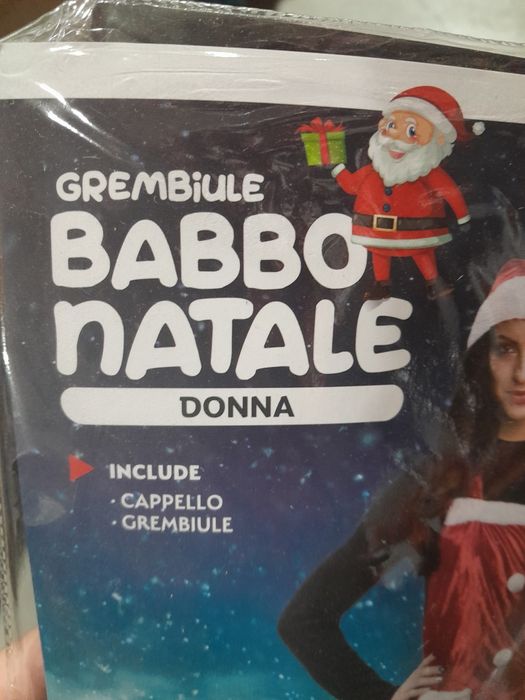 GREMBIULE
BABBO
NATALE
DONNA
INCLUDE
· CAPPELLO
· GREMBIULE